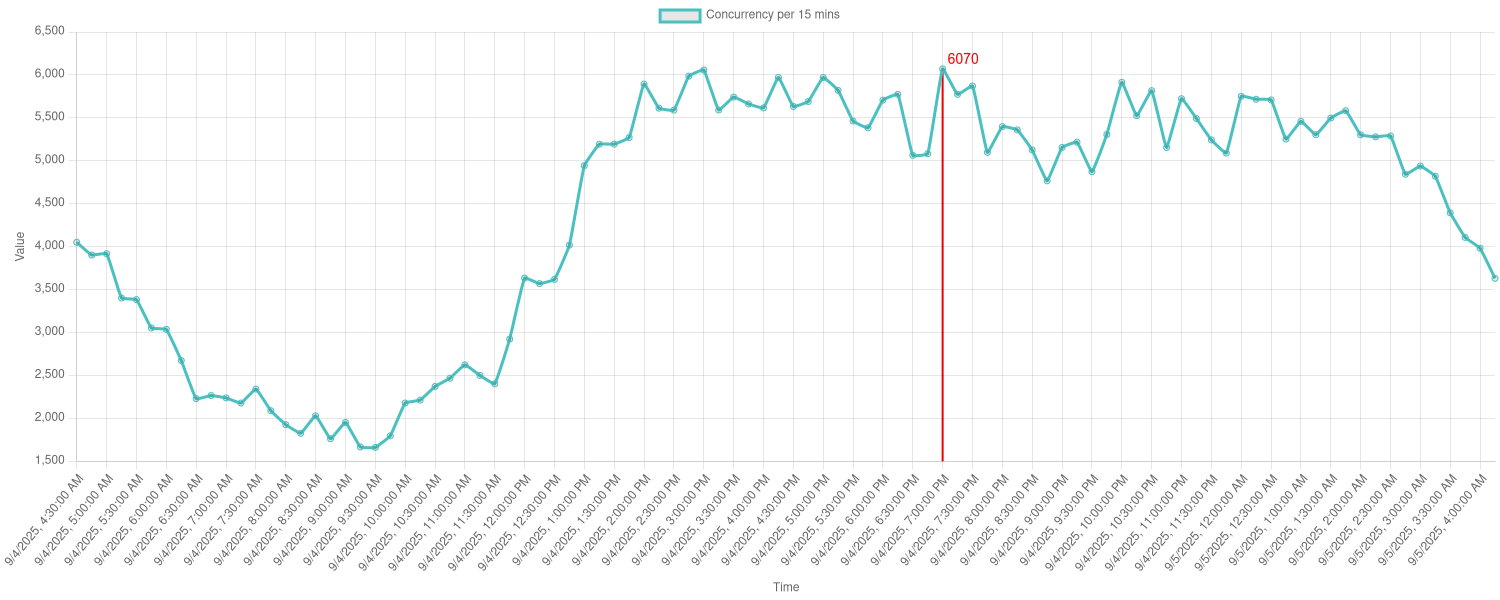 Concurrency per 15 mins
6,500
6,000
5,500
5,000
4,500
4,000
3,500
3,000
2,500
2,000
1,500
Value
6070
9/4/2025, 4:30:00 AM
9/4/2025, 5:00:00 AM
9/4/2025, 5:30:00 AM
9/4/2025, 6:00:00 AM
9/4/2025, 6:30:00 AM
9/4/2025, 7:00:00 AM
9/4/2025, 7:30:00 AM
9/4/2025, 8:00:00 AM
9/4/2025, 8:30:00 AM
9/4/2025, 9:00:00 AM
9/4/2025, 9:30:00 AM
9/4/2025, 10:00:00 AM
9/4/2025, 10:30:00 AM
9/4/2025, 11:00:00 AM
9/4/2025, 11:30:00 AM
9/4/2025, 12:00:00 PM
9/4/2025, 12:30:00 PM
9/4/2025, 1:00:00 PM
9/4/2025, 1:30:00 PM
9/4/2025, 2:00:00 PM
9/4/2025, 2:30:00 PM
9/4/2025, 3:00:00 PM
9/4/2025, 3:30:00 PM
9/4/2025, 4:00:00 PM
9/4/2025, 4:30:00 PM
9/4/2025, 5:00:00 PM
9/4/2025, 5:30:00 PM
9/4/2025, 6:00:00 PM
9/4/2025, 6:30:00 PM
9/4/2025, 7:00:00 PM
9/4/2025, 7:30:00 PM
9/4/2025, 8:00:00 PM
9/4/2025, 8:30:00 PM
9/4/2025, 9:00:00 PM
9/4/2025, 9:30:00 PM
9/4/2025, 10:00:00 PM
9/4/2025, 10:30:00 PM
9/4/2025, 11:00:00 PM
9/4/2025, 11:30:00 PM
9/5/2025, 12:00:00 AM
9/5/2025, 12:30:00 AM
9/5/2025, 1:00:00 AM
9/5/2025, 1:30:00 AM
9/5/2025, 2:00:00 AM
9/5/2025, 2:30:00 AM
9/5/2025, 3:00:00 AM
9/5/2025, 3:30:00 AM
9/5/2025, 4:00:00 AM
Time